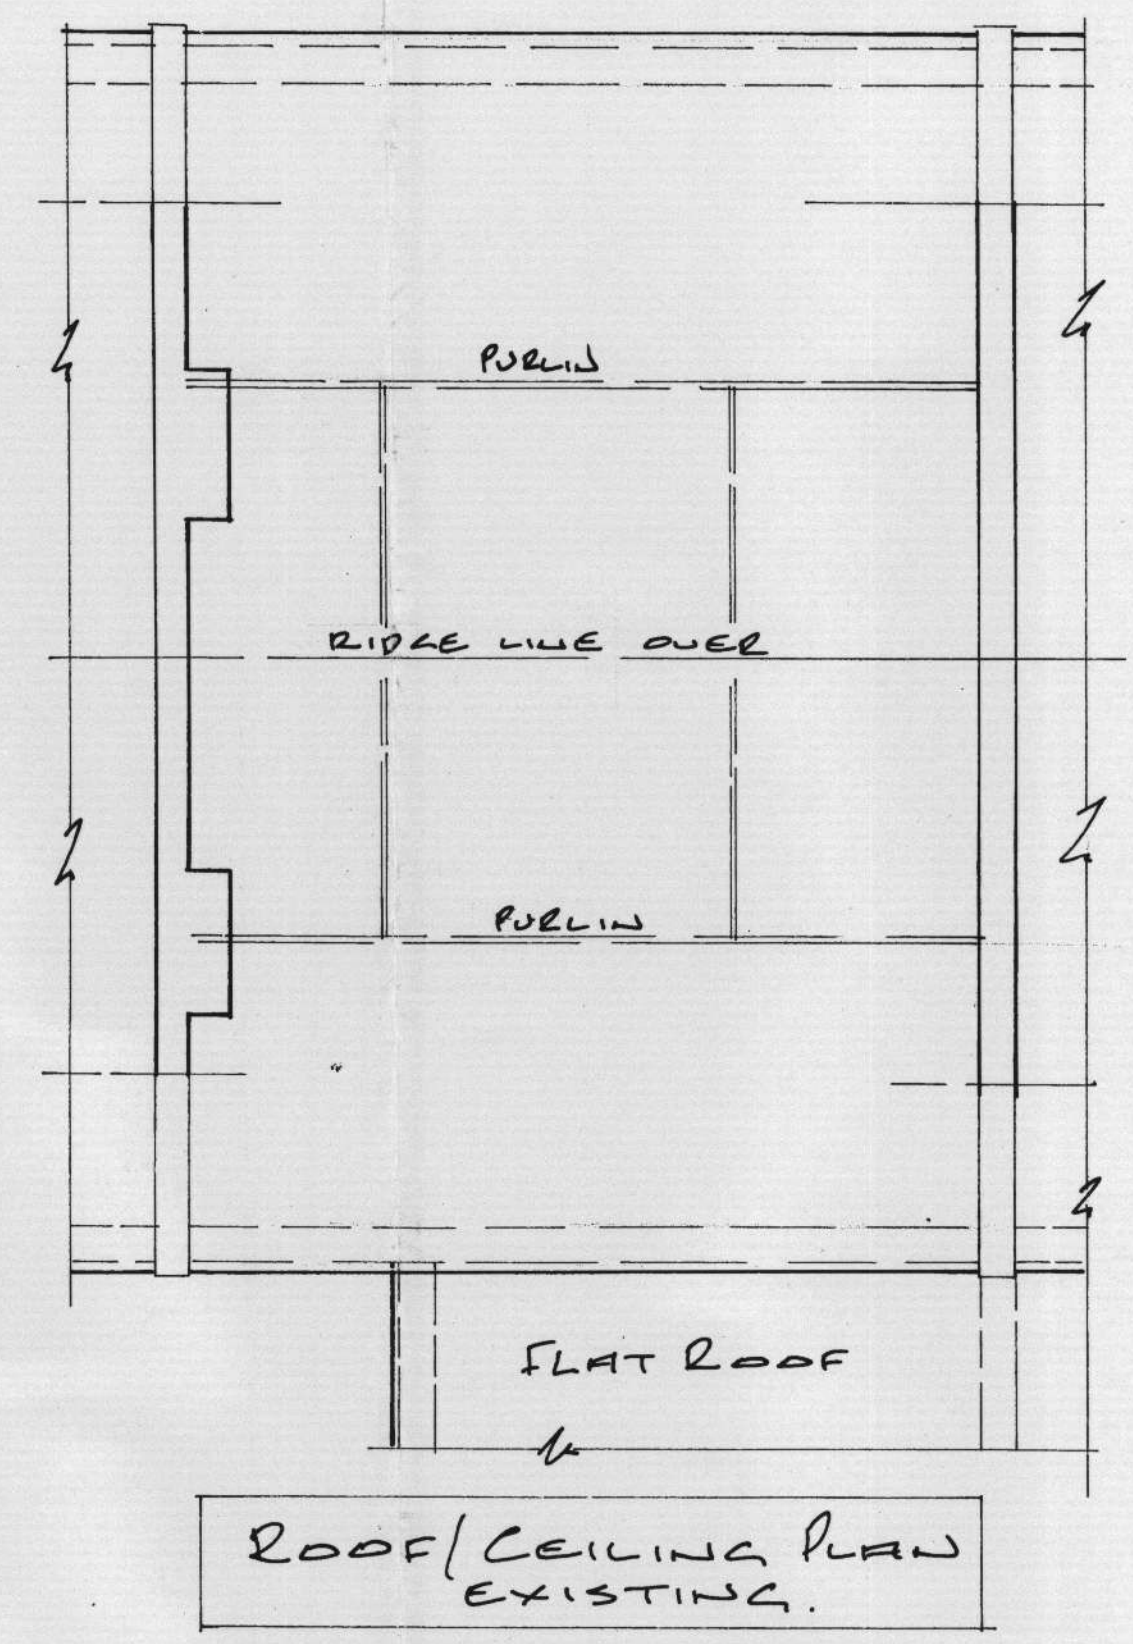 PURLIN
RIDGE LINE OVER
PURLIN
FLAT ROOF
ROOF/CEILING PLAN
EXISTING.